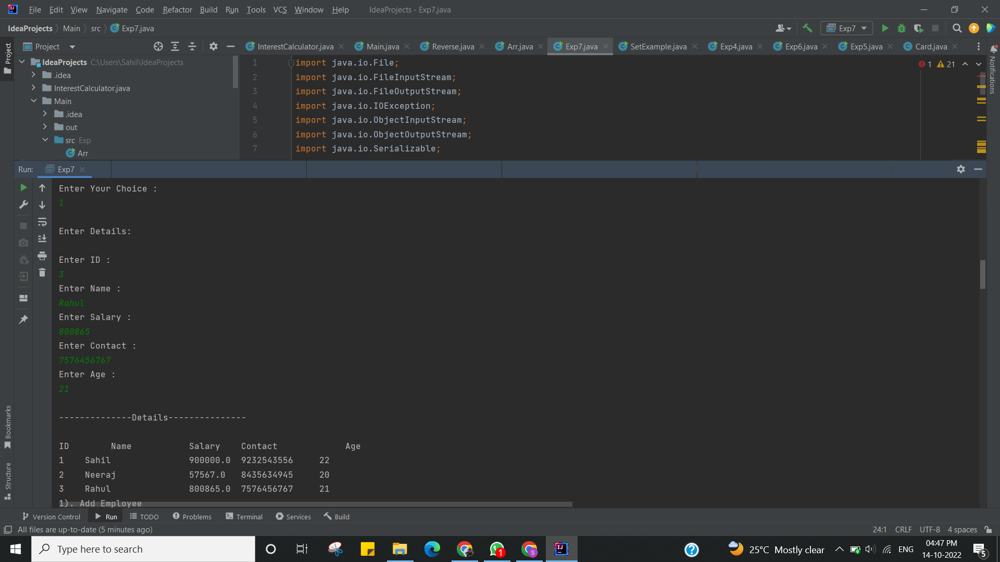 File Edit View Navigate Code Refactor Build Run Tools VCS Window Help IdeaProjects - Exp7.java
IdeaProjects Main src Exp7.java Exp7
Project InterestCalculator.java Main.java Reverse.java Arr.java Exp7.java SetExample.java Exp4.java Exp6.java Exp5.java Card.java
Project
Notifications
IdeaProjects C:\Users\Sahil\IdeaProjects
.idea
InterestCalculator.java
Main
.idea
out
src Exp
Arr
1 import java.io.File;
2 import java.io.FileInputStream;
3 import java.io.FileOutputStream;
4 import java.io.IOException;
5 import java.io.ObjectInputStream;
6 import java.io.ObjectOutputStream;
7 import java.io.Serializable;
1 21
Run: Exp7
Enter Your Choice :
1
Enter Details:
Enter ID :
3
Enter Name :
Rahul
Enter Salary :
800865
Enter Contact :
7576456767
Enter Age :
21
--------------Details---------------
ID Name Salary Contact Age
1 Sahil 900000.0 9232543556 22
2 Neeraj 57567.0 8435634945 20
3 Rahul 800865.0 7576456767 21
1). Add Employee
Bookmarks
Structure
Version Control Run TODO Problems Terminal Services Build
All files are up-to-date (5 minutes ago) 24:1 CRLF UTF-8 4 spaces
Type here to search 1 S IJ 25°C Mostly clear ENG 04:47 PM
14-10-2022 5